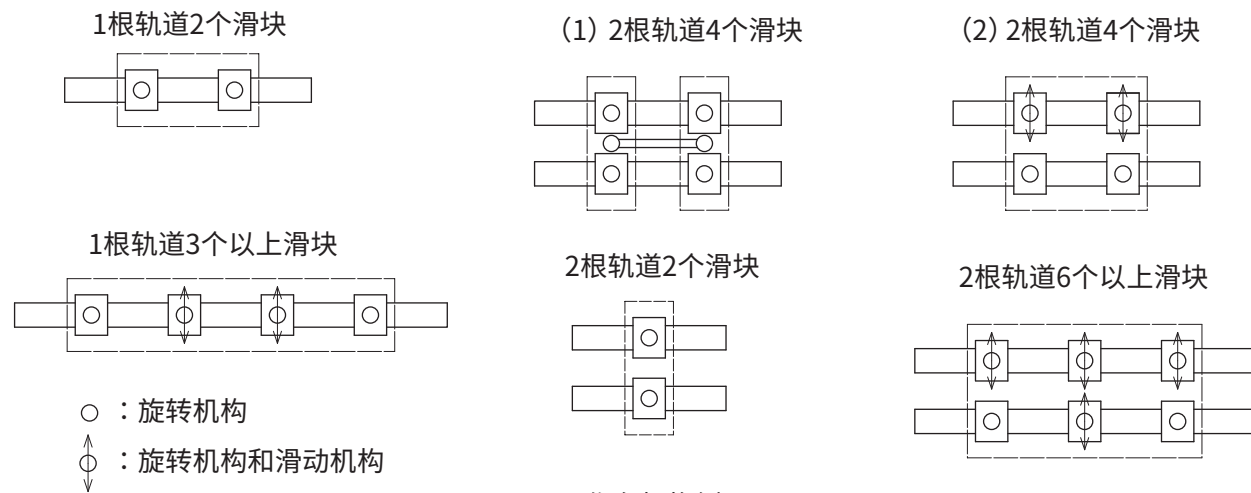 1根轨道2个滑块
(1) 2根轨道4个滑块
(2) 2根轨道4个滑块
1根轨道3个以上滑块
2根轨道2个滑块
2根轨道6个以上滑块
：旋转机构
：旋转机构和滑动机构